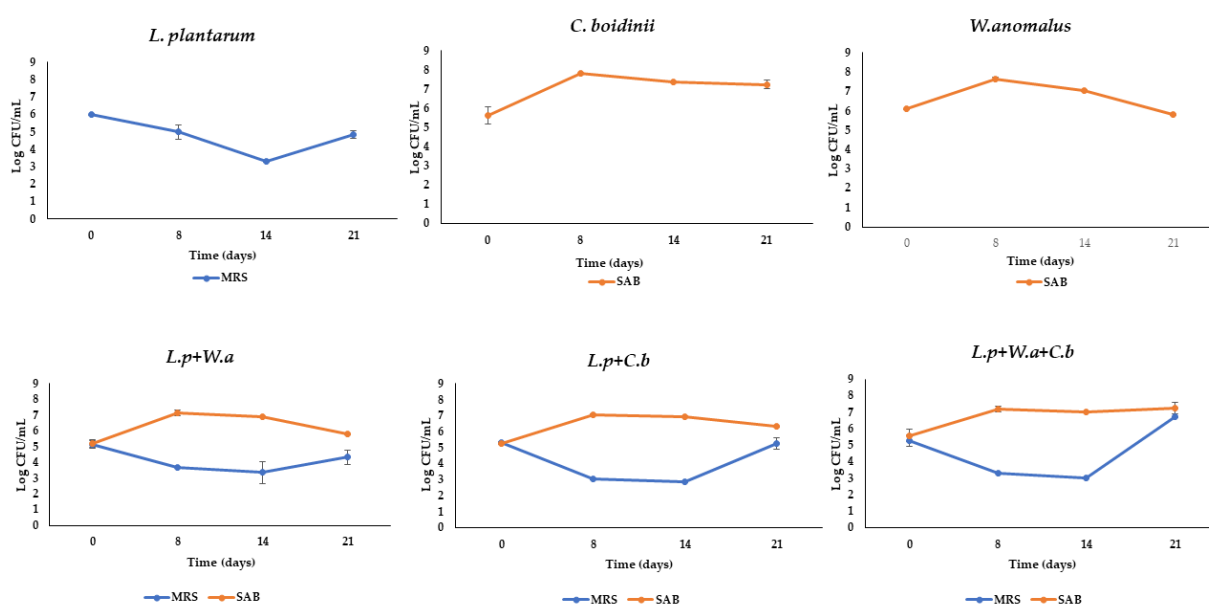 L. plantarum
9
8
7
6
5
4
3
2
1
0
Log CFU/mL
0 8 14 21
Time (days)
MRS
C. boidinii
9
8
7
6
5
4
3
2
1
0
Log CFU/mL
0 8 14 21
Time (days)
SAB
W.anomalus
9
8
7
6
5
4
3
2
1
0
Log CFU/mL
0 8 14 21
Time (days)
SAB
L.p+W.a
9
8
7
6
5
4
3
2
1
0
Log CFU/mL
0 8 14 21
Time (days)
MRS SAB
L.p+C.b
9
8
7
6
5
4
3
2
1
0
Log CFU/mL
0 8 14 21
Time (days)
MRS SAB
L.p+W.a+C.b
9
8
7
6
5
4
3
2
1
0
Log CFU/mL
0 8 14 21
Time (days)
MRS SAB